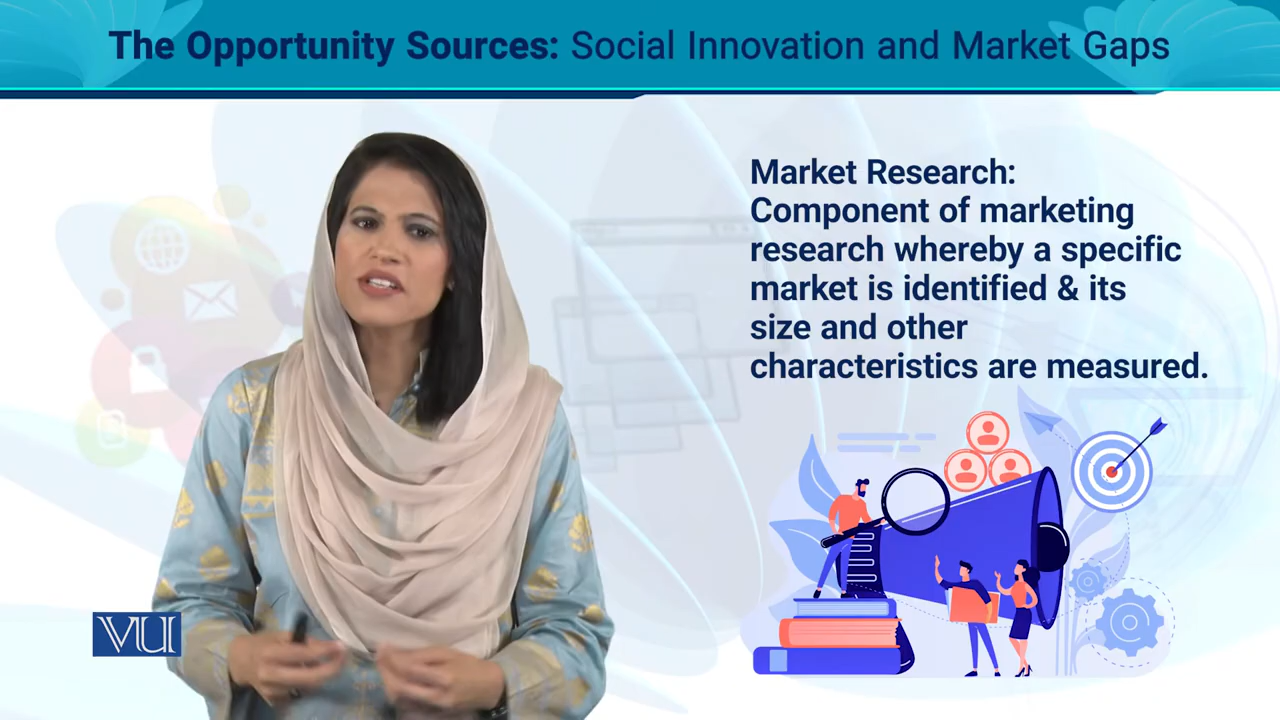 The Opportunity Sources: Social Innovation and Market Gaps
Market Research:
Component of marketing
research whereby a specific
market is identified & its
size and other
characteristics are measured.
VU